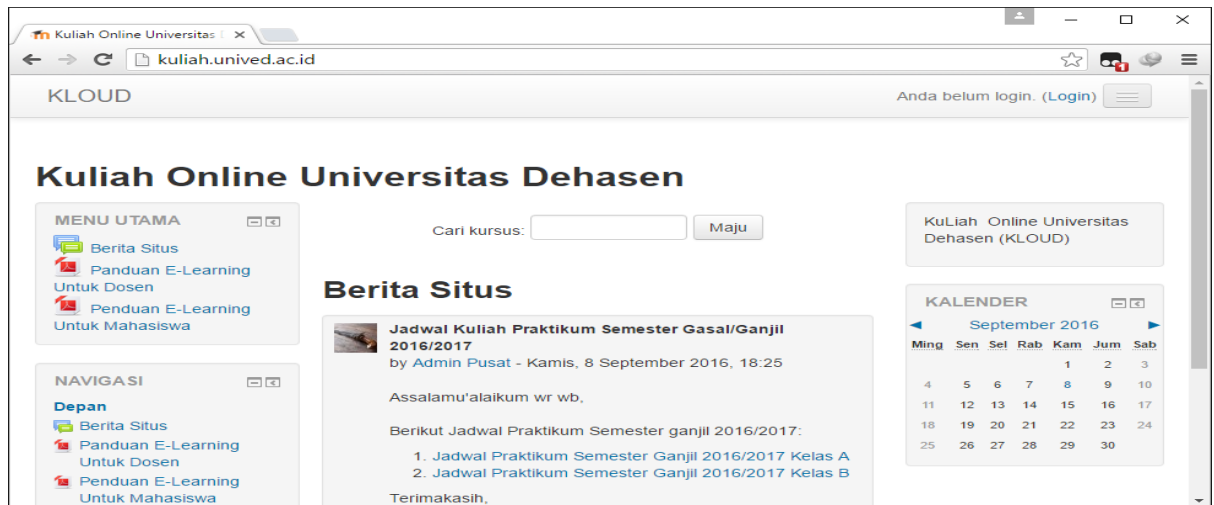 Kuliah Online Universitas
kuliah.unived.ac.id
1
KLOUD
Anda belum login. (Login)
Kuliah Online Universitas Dehasen
MENU UTAMA
Berita Situs
Panduan E-Learning
Untuk Dosen
Penduan E-Learning
Untuk Mahasiswa
NAVIGASI
Depan
Berita Situs
Panduan E-Learning
Untuk Dosen
Penduan E-Learning
Untuk Mahasiswa
Cari kursus:
Maju
Berita Situs
Jadwal Kuliah Praktikum Semester Gasal/Ganjil
2016/2017
by Admin Pusat - Kamis, 8 September 2016, 18:25
Assalamu'alaikum wr wb,
Berikut Jadwal Praktikum Semester ganjil 2016/2017:
1. Jadwal Praktikum Semester Ganjil 2016/2017 Kelas A
2. Jadwal Praktikum Semester Ganjil 2016/2017 Kelas B
Terimakasih,
KuLiah Online Universitas
Dehasen (KLOUD)
KALENDER
September 2016
Ming Sen Sel Rab Kam Jum Sab
1 2 3
4 5 6 7 8 9 10
11 12 13 14 15 16 17
18 19 20 21 22 23 24
25 26 27 28 29 30